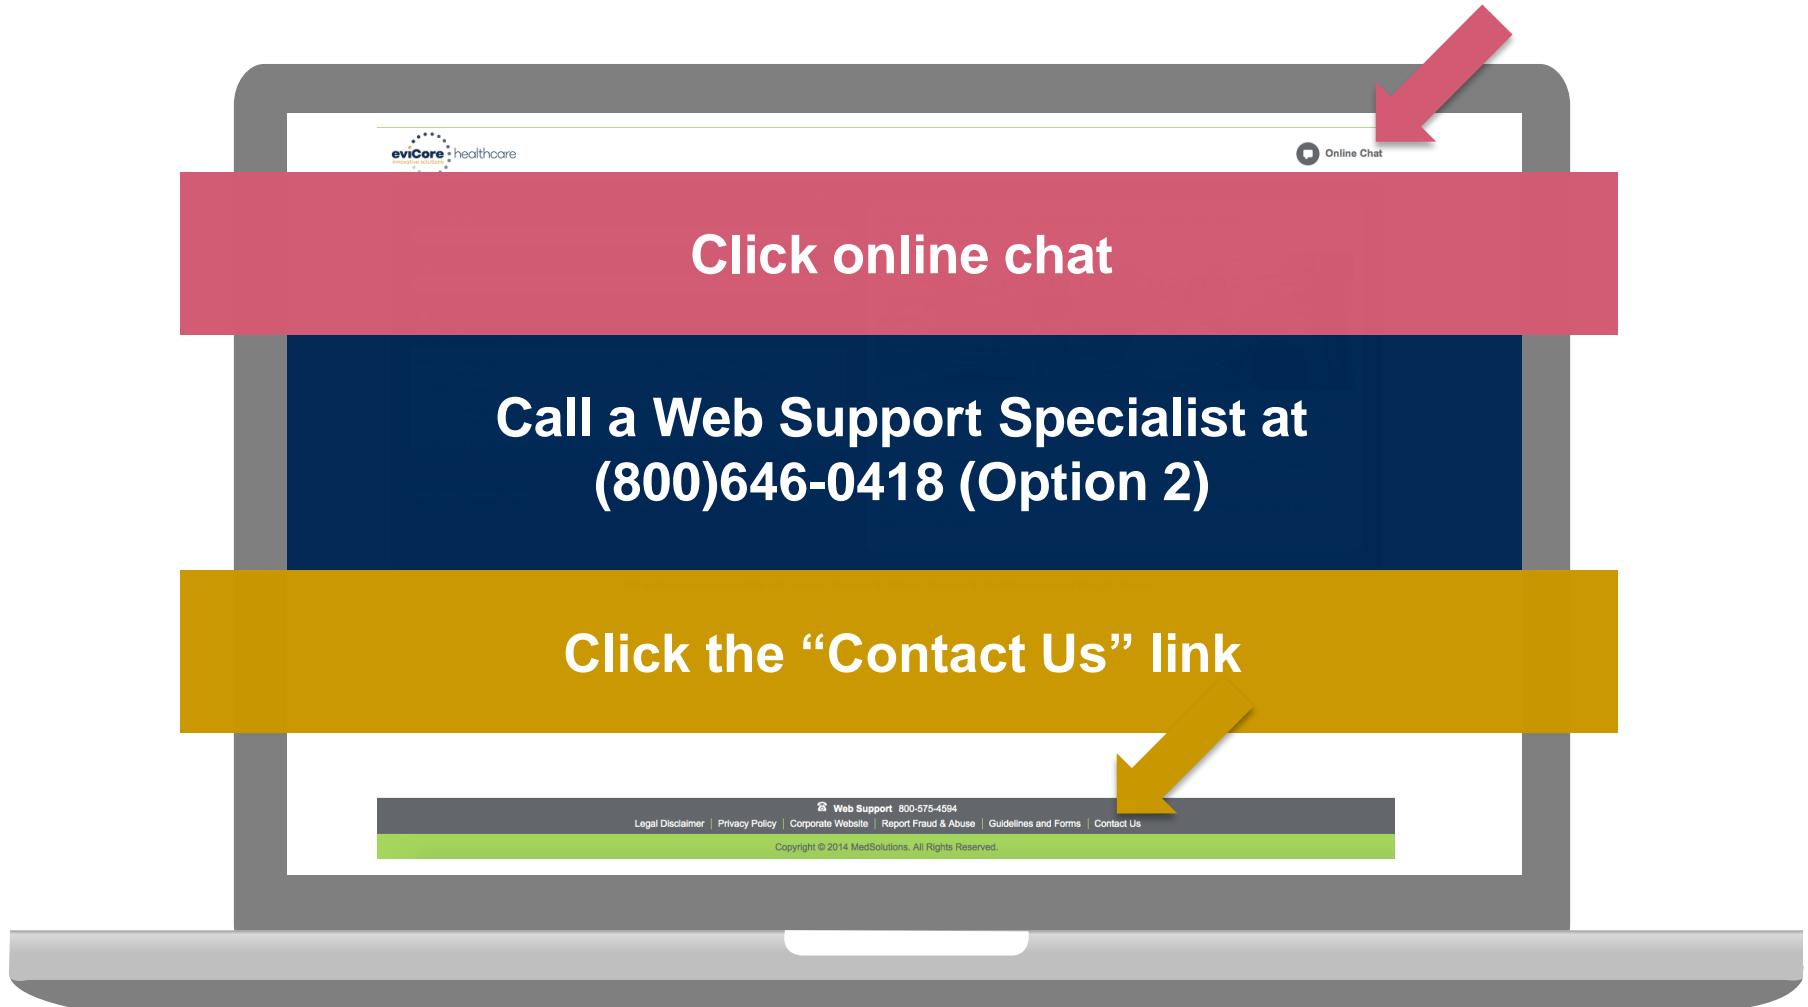 eviCore healthcare
innovative solutions
Online Chat
Click online chat
Call a Web Support Specialist at
(800)646-0418 (Option 2)
Click the “Contact Us” link
Web Support 800-575-4594
Legal Disclaimer | Privacy Policy | Corporate Website | Report Fraud & Abuse | Guidelines and Forms | Contact Us
Copyright © 2014 MedSolutions. All Rights Reserved.